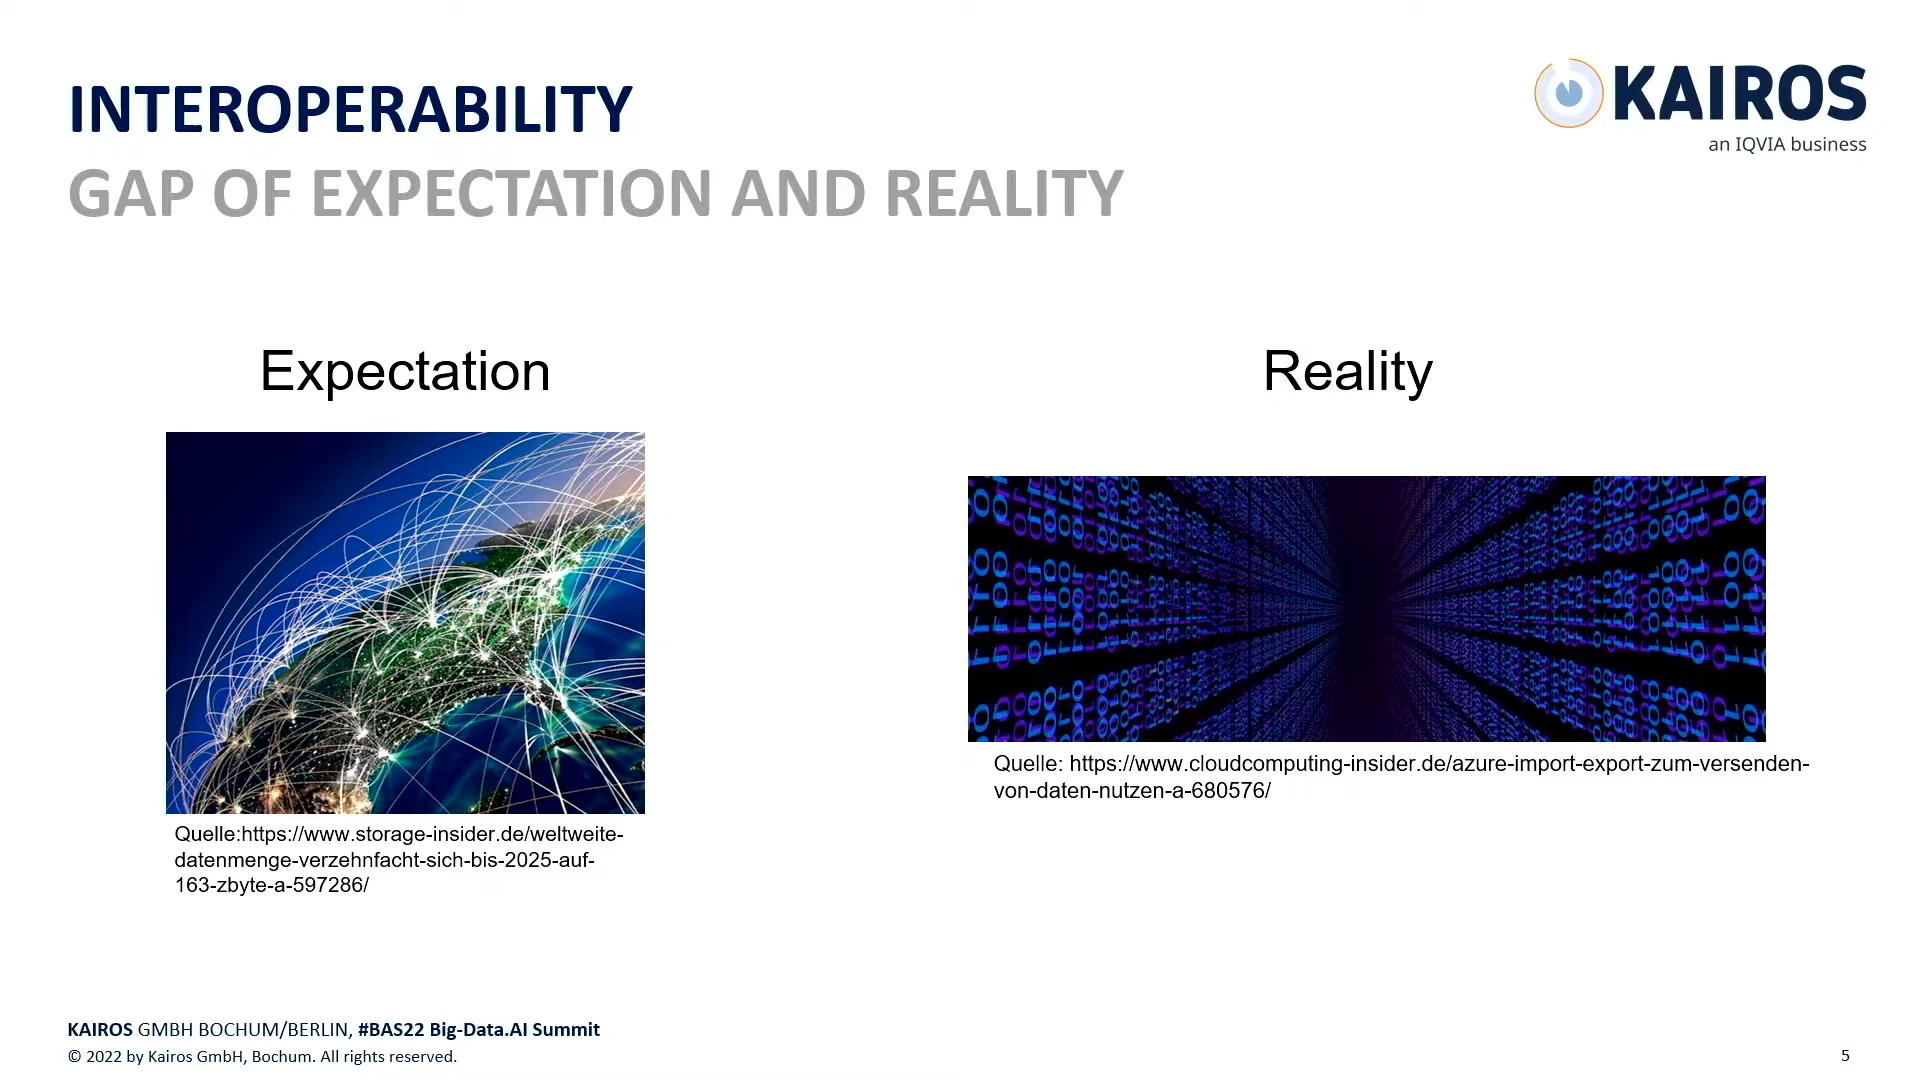 INTEROPERABILITY
GAP OF EXPECTATION AND REALITY
KAIROS
an IQVIA business
Expectation
Reality
Quelle:https://www.storage-insider.de/weltweite-
datenmenge-verzehnfacht-sich-bis-2025-auf-
163-zbyte-a-597286/
Quelle: https://www.cloudcomputing-insider.de/azure-import-export-zum-versenden-
von-daten-nutzen-a-680576/
KAIROS GMBH BOCHUM/BERLIN, #BAS22 Big-Data.AI Summit
© 2022 by Kairos GmbH, Bochum. All rights reserved.
5